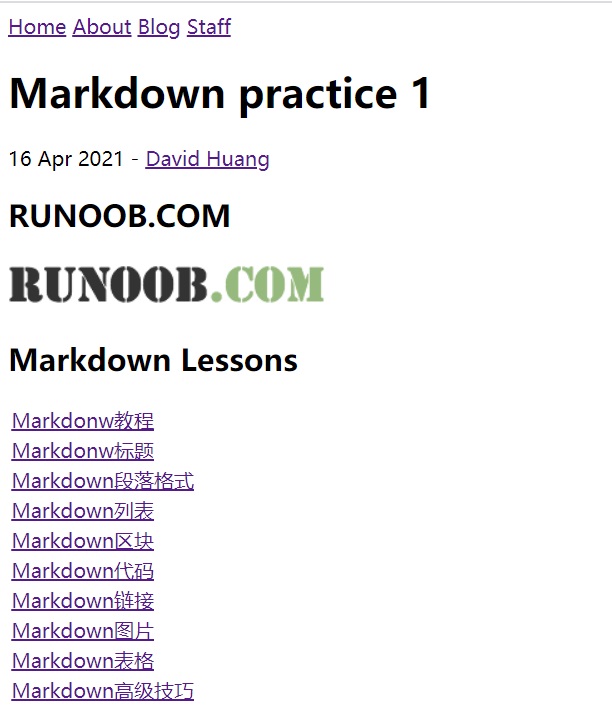 Home About Blog Staff
Markdown practice 1
16 Apr 2021 - David Huang
RUNOOB.COM
RUNOOB.COM
Markdown Lessons
Markdonw教程
Markdonw标题
Markdown段落格式
Markdown列表
Markdown区块
Markdown代码
Markdown链接
Markdown图片
Markdown表格
Markdown高级技巧